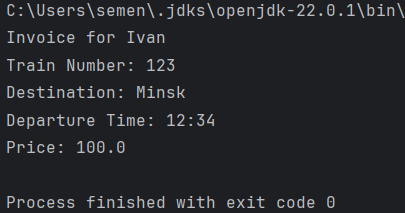 C:\Users\semen\.jdks\openjdk-22.0.1\bin\
Invoice for Ivan
Train Number: 123
Destination: Minsk
Departure Time: 12:34
Price: 100.0
Process finished with exit code 0